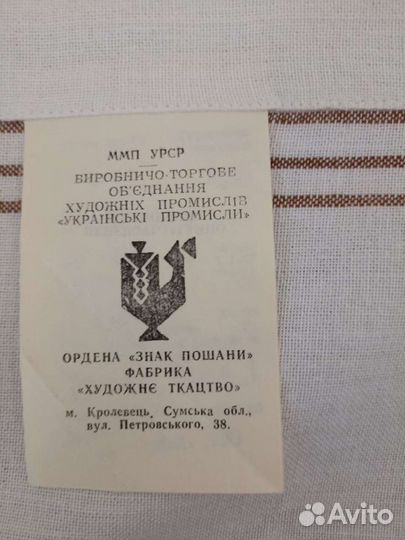 ММП УРСР
ВИРОБНИЧО-ТОРГОВЕ
ОБ'ЄДНАННЯ
ХУДОЖНІХ ПРОМИСЛІВ
«УКРАЇНСЬКІ ПРОМИСЛИ»
ОРДЕНА «ЗНАК ПОШАНИ»
ФАБРИКА
«ХУДОЖНЄ ТКАЦТВО»
м. Кролевець, Сумська обл.,
вул. Петровського, 38.
Avito